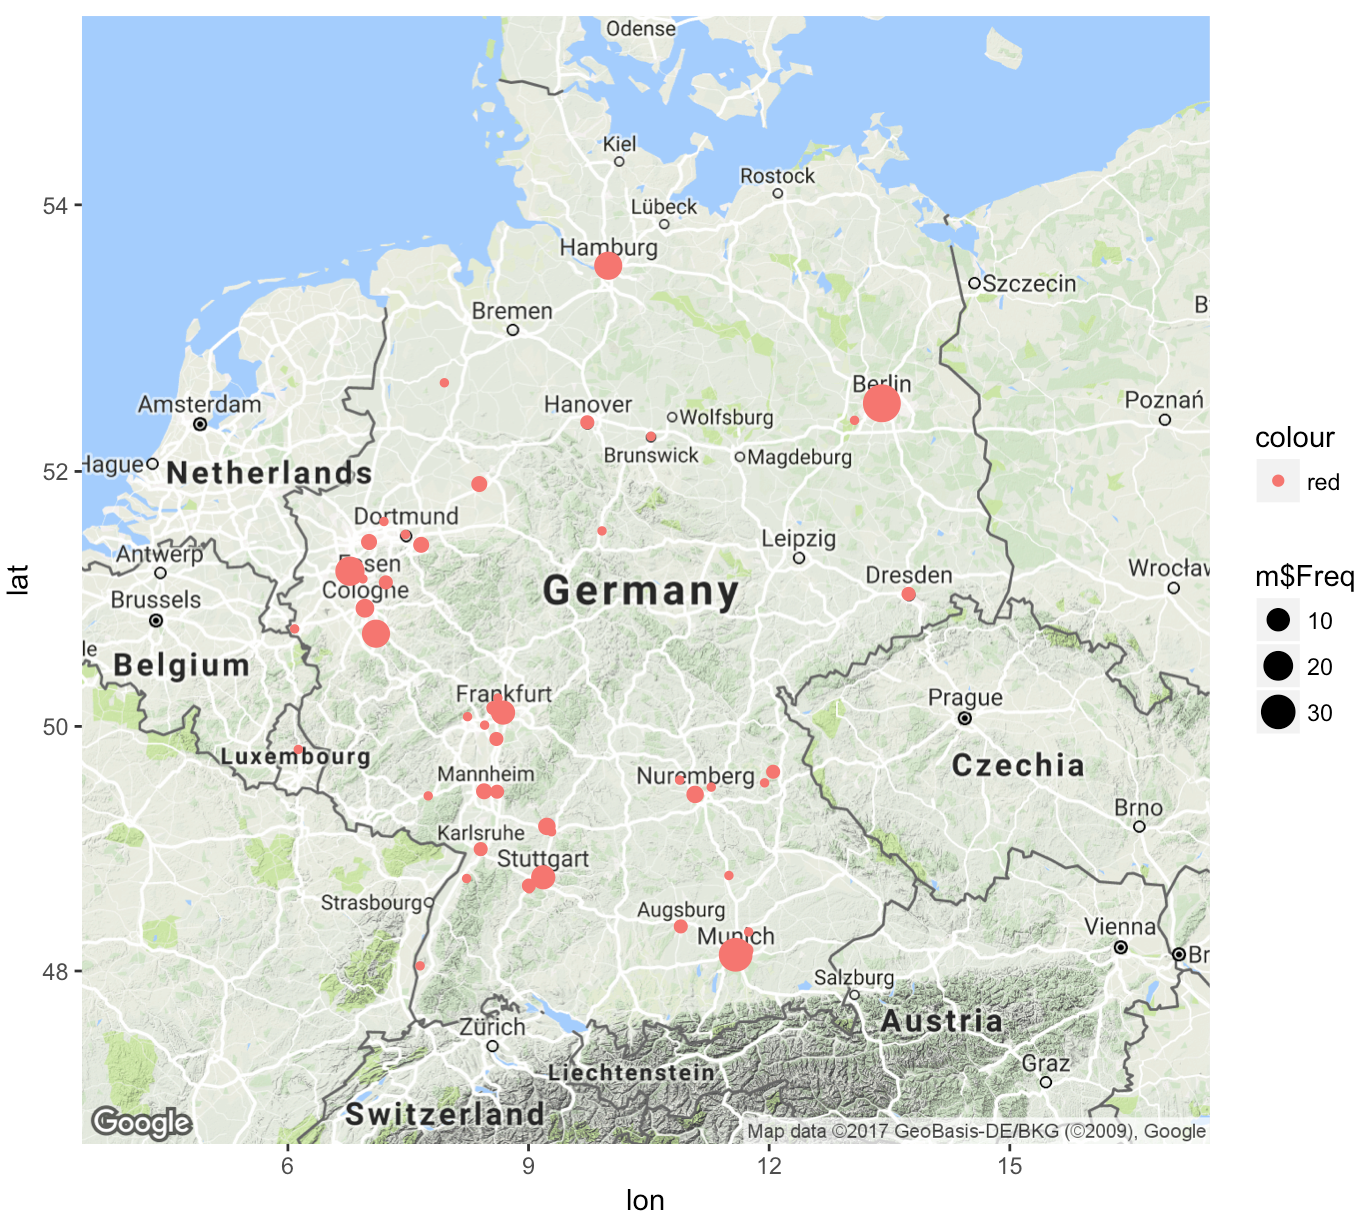 Odense
Kiel
Rostock
Lübeck
54
Hamburg
Szczecin
Bremen
B
Berlin
Amsterdam
Hanover
Wolfsburg
Poznań
Brunswick
Magdeburg
Hague
52
Netherlands
Dortmund
Antwerp
Leipzig
Essen
Dresden
Wrocław
Cologne
Germany
Brussels
le
Belgium
Frankfurt
Prague
50
Luxembourg
Mannheim
Nuremberg
Czechia
Brno
Karlsruhe
Stuttgart
Strasbourg
Augsburg
Munich
Vienna
Br
48
Salzburg
Austria
Zürich
Liechtenstein
Graz
Switzerland
Google
Map data ©2017 GeoBasis-DE/BKG (©2009), Google
6 9 12 15
lon
lat
colour
red
m$Freq
10
20
30